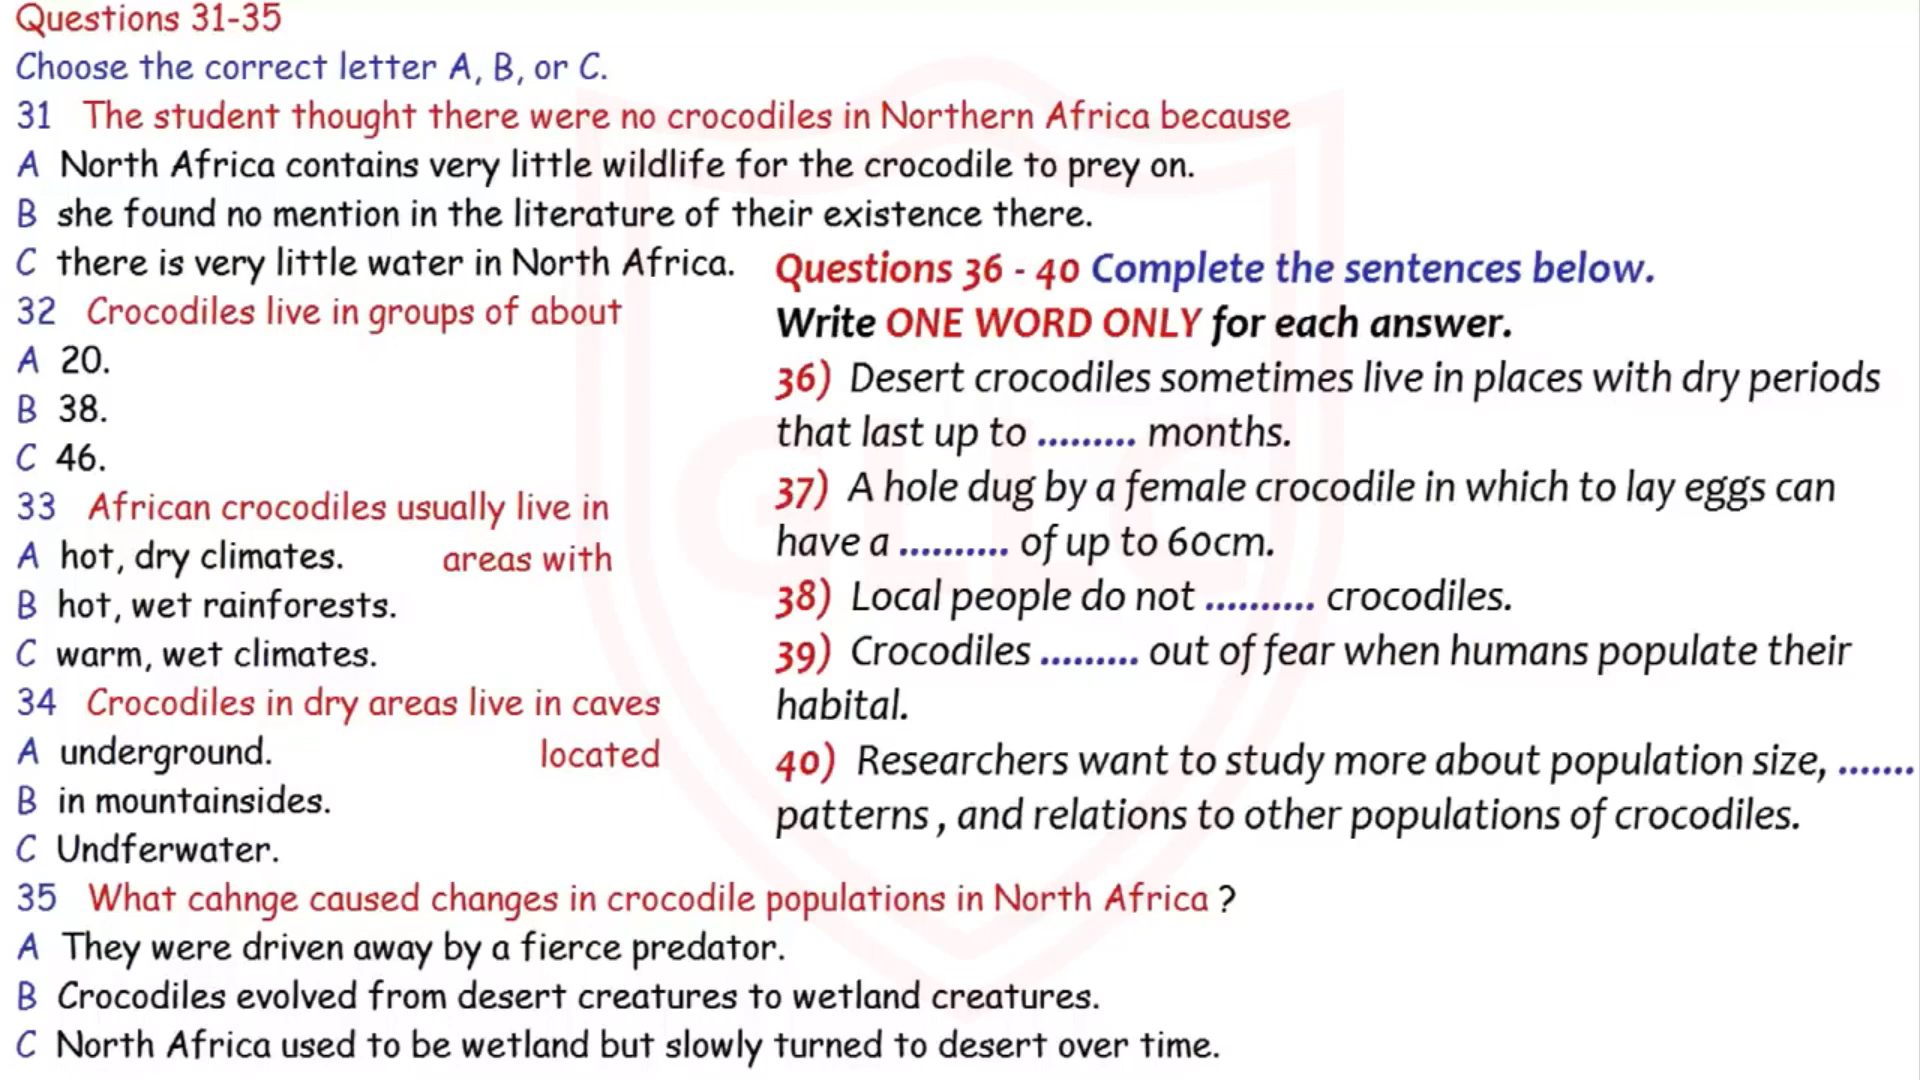 Questions 31-35
Choose the correct letter A, B, or C.
31 The student thought there were no crocodiles in Northern Africa because
A North Africa contains very little wildlife for the crocodile to prey on.
B she found no mention in the literature of their existence there.
C there is very little water in North Africa.
32 Crocodiles live in groups of about
A 20.
B 38.
C 46.
33 African crocodiles usually live in
areas with
A hot, dry climates.
B hot, wet rainforests.
C warm, wet climates.
34 Crocodiles in dry areas live in caves
located
A underground.
B in mountainsides.
C Undferwater.
35 What cahnge caused changes in crocodile populations in North Africa ?
A They were driven away by a fierce predator.
B Crocodiles evolved from desert creatures to wetland creatures.
C North Africa used to be wetland but slowly turned to desert over time.
Questions 36 - 40 Complete the sentences below.
Write ONE WORD ONLY for each answer.
36) Desert crocodiles sometimes live in places with dry periods
that last up to ......... months.
37) A hole dug by a female crocodile in which to lay eggs can
have a .......... of up to 60cm.
38) Local people do not .......... crocodiles.
39) Crocodiles ......... out of fear when humans populate their
habital.
40) Researchers want to study more about population size, .......
patterns , and relations to other populations of crocodiles.